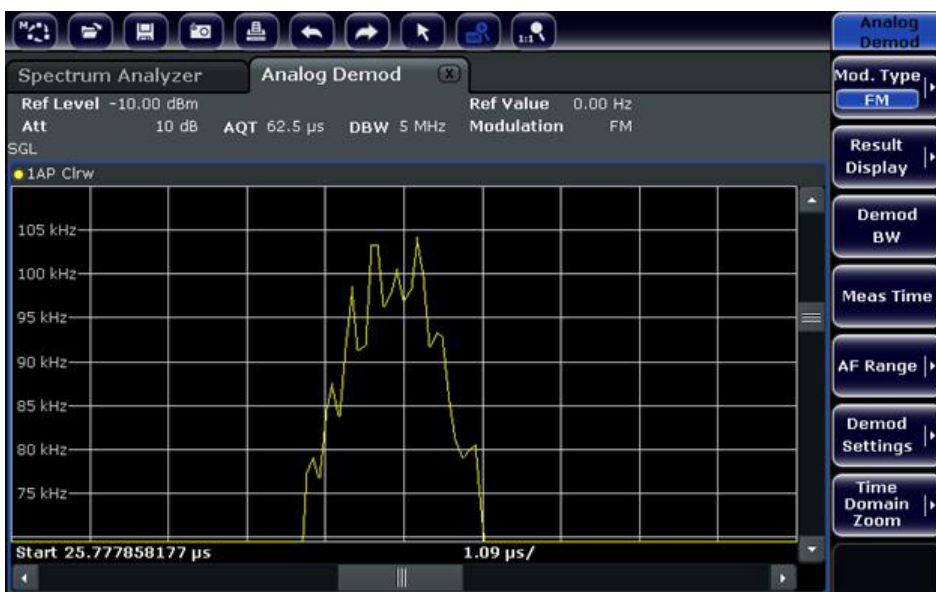 1:1
Analog
Demod
Spectrum Analyzer
Analog Demod X
Ref Level -10.00 dBm Ref Value 0.00 Hz
Att 10 dB AQT 62.5 µs DBW 5 MHz Modulation FM
SGL
1AP Clrw
105 kHz
100 kHz
95 kHz
90 kHz
85 kHz
80 kHz
75 kHz
Start 25.777858177 µs 1.09 µs/
Mod. Type
FM
Result
Display
Demod
BW
Meas Time
AF Range
Demod
Settings
Time
Domain
Zoom